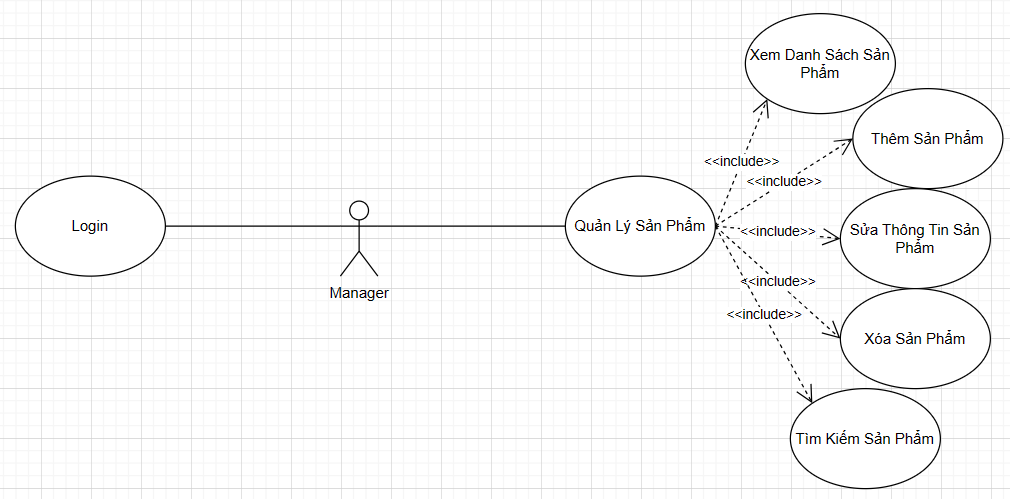 Xem Danh Sách Sản
Phẩm
Thêm Sản Phẩm
<<include>>
<<include>>
Login
Quản Lý Sản Phẩm
<<include>>
Sửa Thông Tin Sản
Phẩm
Manager
<<include>>
<<include>>
Xóa Sản Phẩm
Tìm Kiếm Sản Phẩm